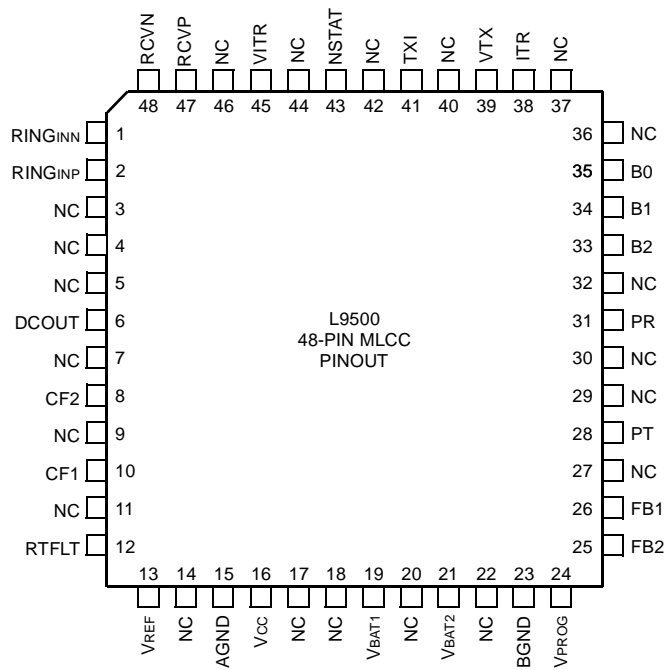 RCVN
RCVP
NC
VITR
NC
NSTAT
NC
TXI
NC
VTX
ITR
NC
48 47 46 45 44 43 42 41 40 39 38 37
RINGINN 1
RINGINP 2
NC 3
NC 4
NC 5
DCOUT 6
NC 7
CF2 8
NC 9
CF1 10
NC 11
RTFLT 12
L9500
48-PIN MLCC
PINOUT
36 NC
35 B0
34 B1
33 B2
32 NC
31 PR
30 NC
29 NC
28 PT
27 NC
26 FB1
25 FB2
13 14 15 16 17 18 19 20 21 22 23 24
VREF
NC
AGND
VCC
NC
NC
VBAT1
NC
VBAT2
NC
BGND
VPROG